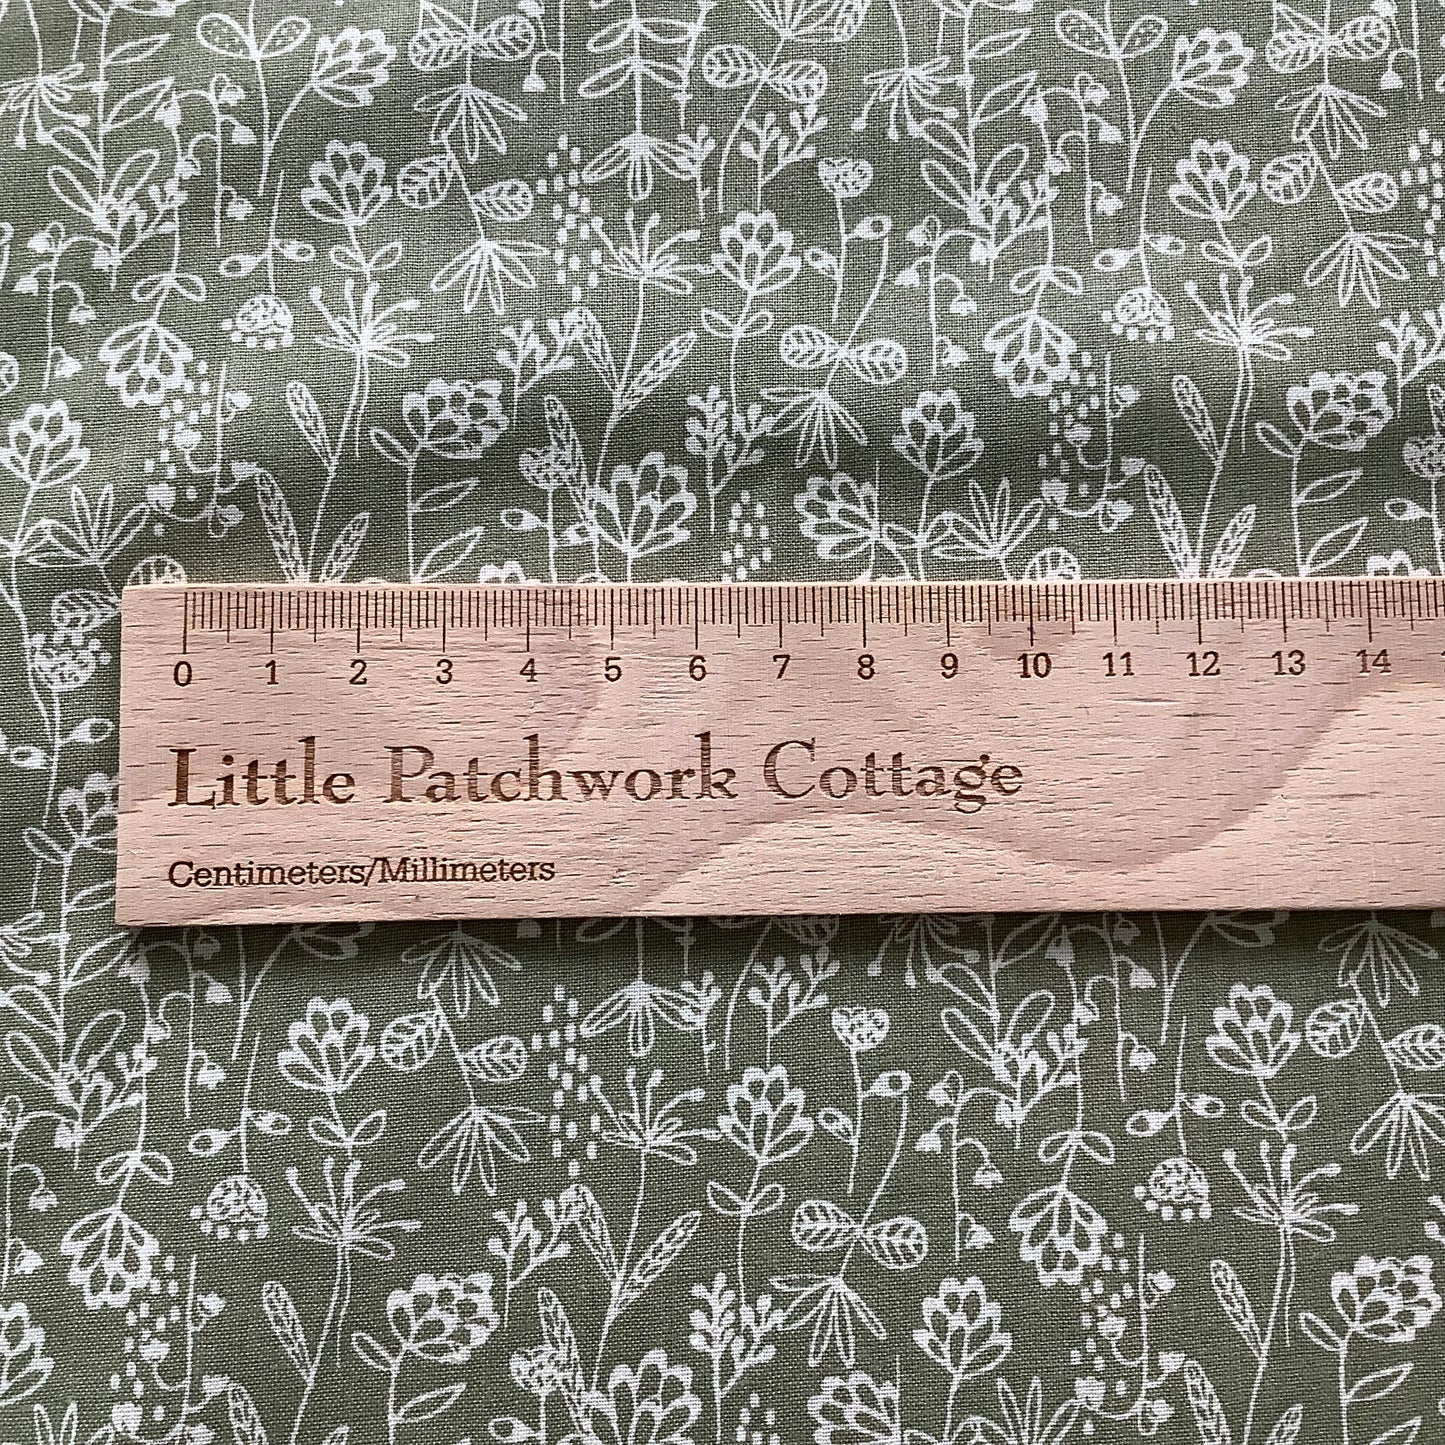 0 1 2 3 4 5 6 7 8 9 10 11 12 13 14
Little Patchwork Cottage
Centimeters/Millimeters